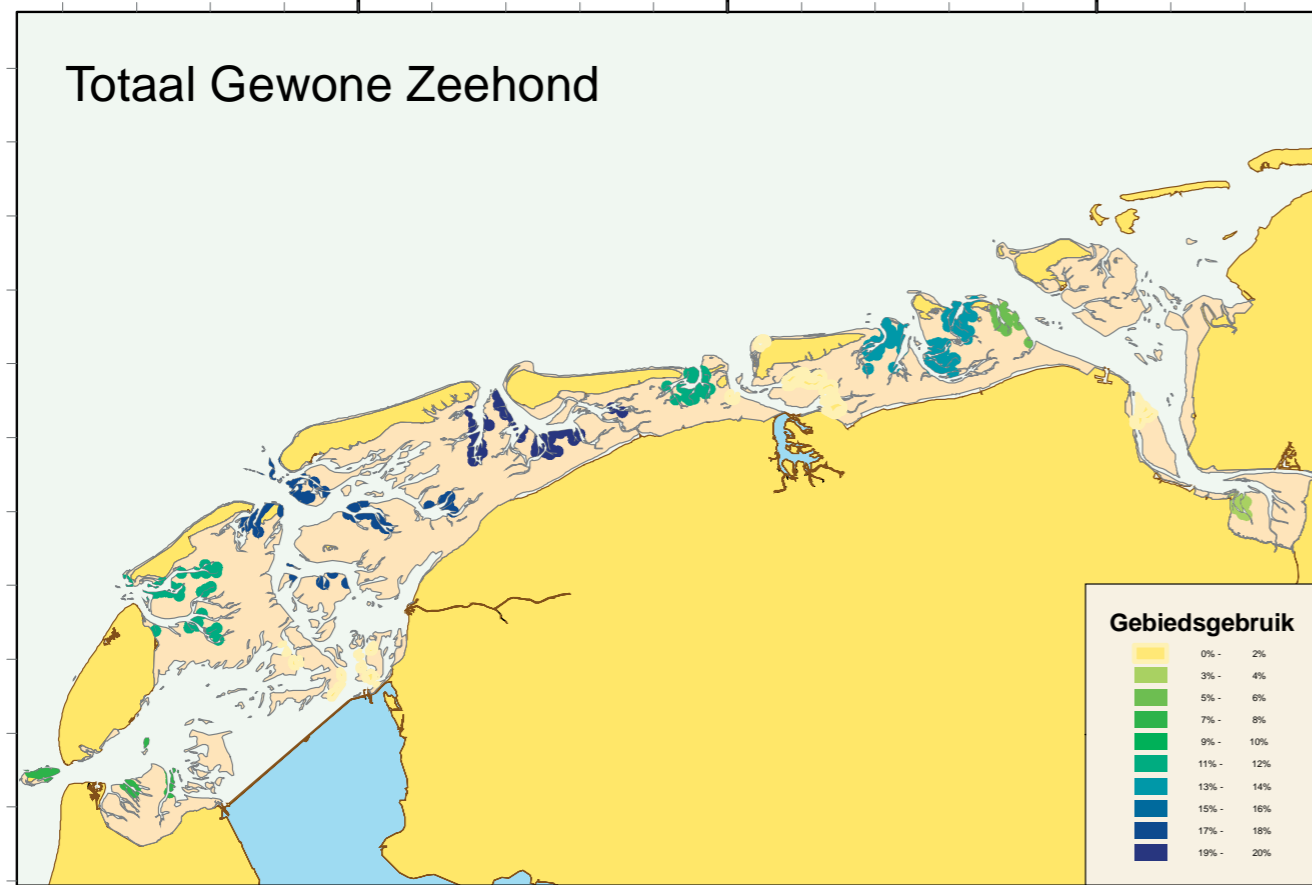 Totaal Gewone Zeehond
Gebiedsgebruik
0% - 2%
3% - 4%
5% - 6%
7% - 8%
9% - 10%
11% - 12%
13% - 14%
15% - 16%
17% - 18%
19% - 20%